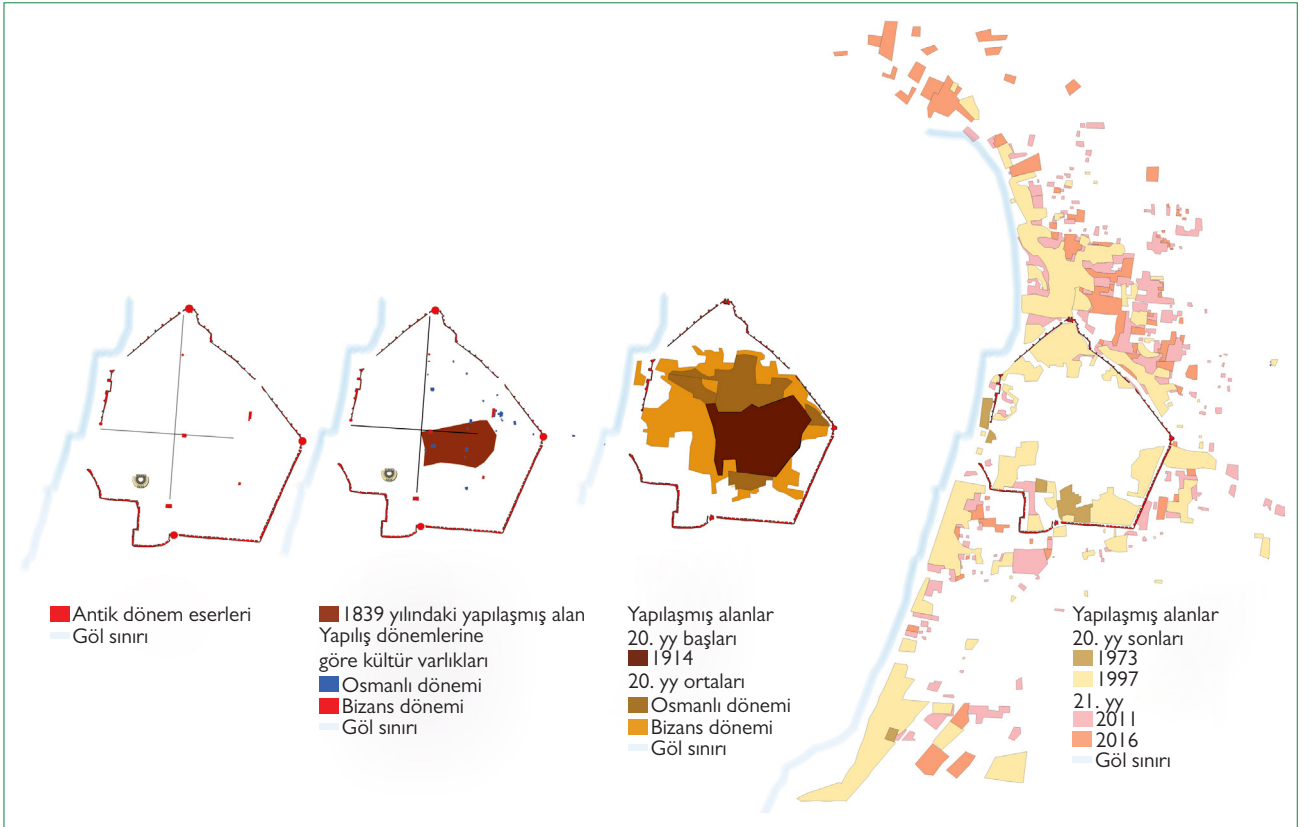 Antik dönem eserleri
Göl sınırı
1839 yılındaki yapılaşmış alan
Yapılış dönemlerine
göre kültür varlıkları
Osmanlı dönemi
Bizans dönemi
Göl sınırı
Yapılaşmış alanlar
20. yy başları
1914
20. yy ortaları
Osmanlı dönemi
Bizans dönemi
Göl sınırı
Yapılaşmış alanlar
20. yy sonları
1973
1997
21. yy
2011
2016
Göl sınırı